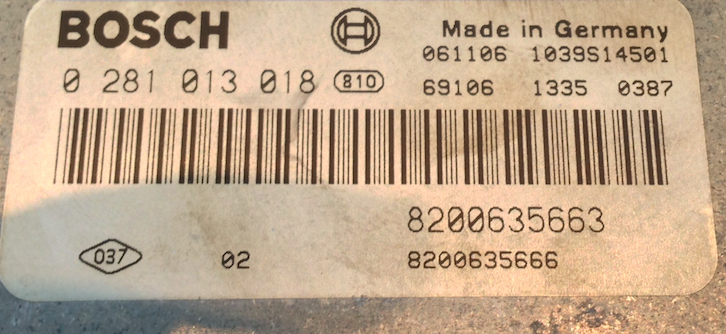 BOSCH Made in Germany
061106 1039S14501
0 281 013 018 810 69106 1335 0387
8200635663
037 02 8200635666